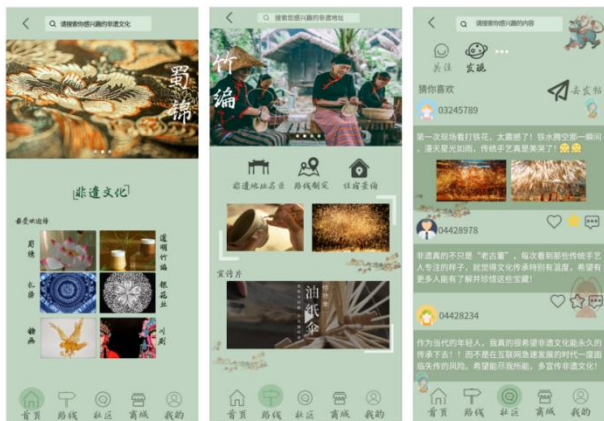 请搜索你感兴趣的非遗文化
蜀锦
非遗文化
最受欢迎榜
蜀绣
道明竹编
扎染
银花丝
糖画
川剧
首页
路线
社区
商城
我的
搜索您感兴趣的非遗地址
竹编
非遗地址名录
路线制定
住宿查询
宣传片
油纸伞
首页
路线
社区
商城
我的
请搜索你感兴趣的内容
关注
发现
猜你喜欢
去发帖
03245789
第一次现场看打铁花，太震撼了！铁水腾空那一瞬间
，漫天星光如雨，传统手艺真是美哭了！
04428978
非遗真的不只是“老古董”，每次看到那些传统手艺
人专注的样子，就觉得文化传承特别有温度，希望有
更多人能有了解并珍惜这些宝藏！
04428234
作为当代的年轻人，我真的很希望非遗文化能永久的
传承下去！！而不是在互联网急速发展的时代一度面
临失传的风险。希望能尽我所能，多宣传非遗文化！
首页
路线
社区
商城
我的